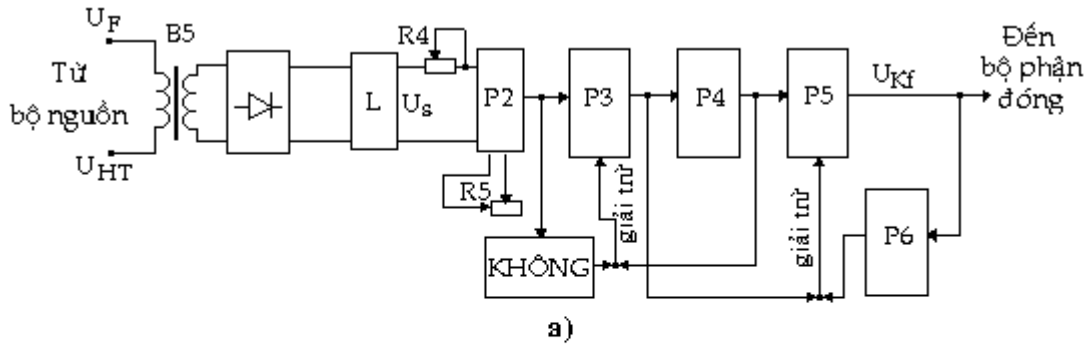 U_F
B5
Từ
bộ nguồn
U_HT
L
R4
U_s
P2
R5
KHÔNG
P3
giải trừ
P4
P5
giải trừ
U_Kf
P6
Đến
bộ phận
đóng
a)